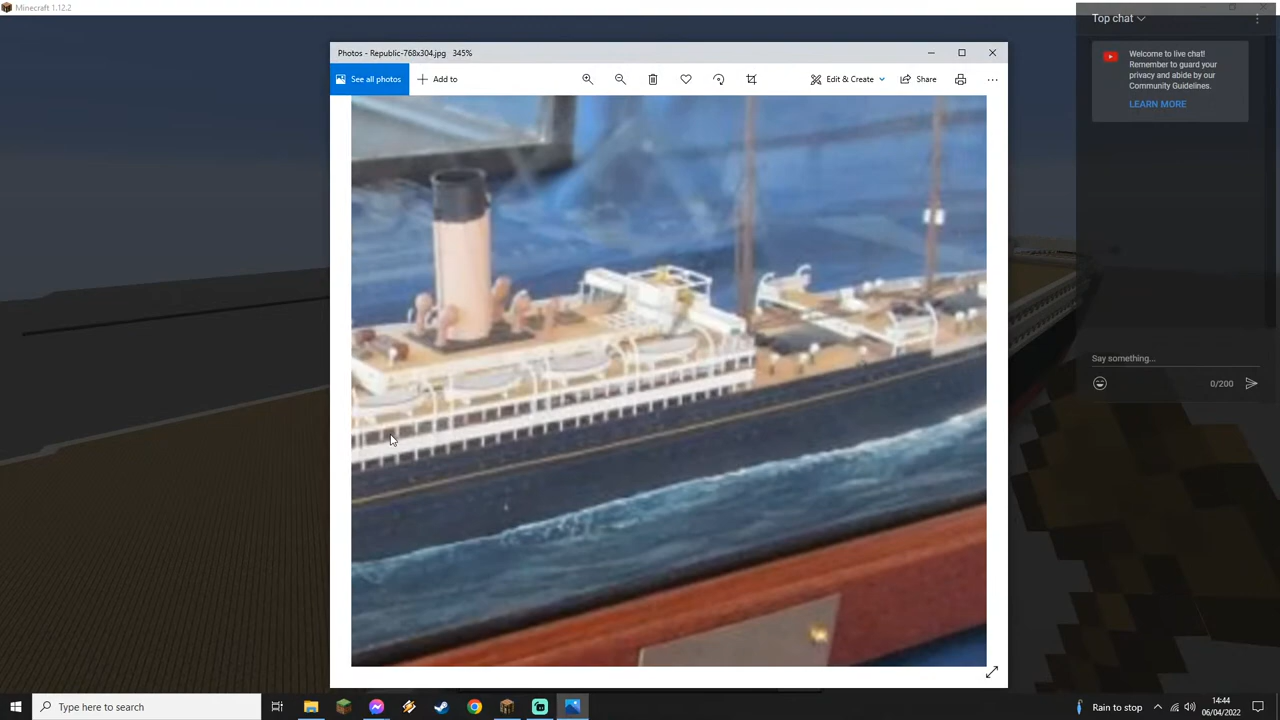 Minecraft 1.12.2
Top chat
Photos - Republic-768x304.jpg 345%
See all photos
Add to
Edit & Create
Share
Welcome to live chat!
Remember to guard your
privacy and abide by our
Community Guidelines.
LEARN MORE
Say something...
0/200
Type here to search
Rain to stop
14:44
06/04/2022